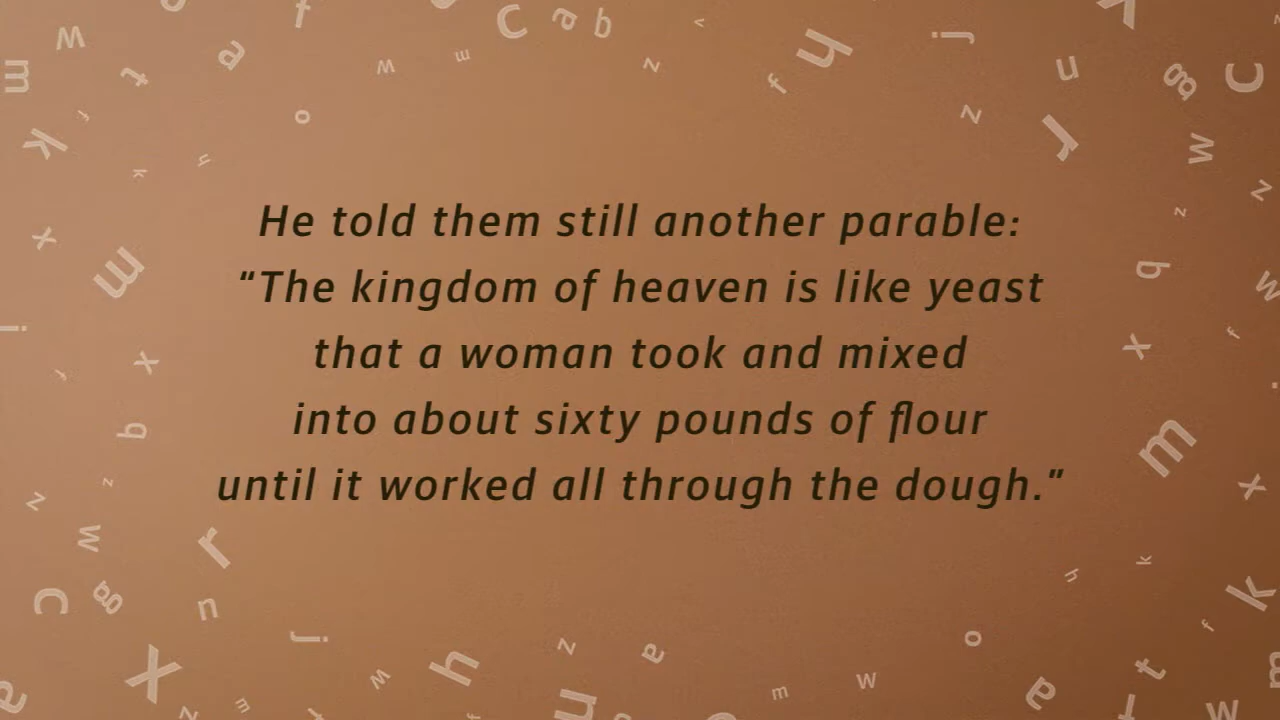 He told them still another parable:
“The kingdom of heaven is like yeast
that a woman took and mixed
into about sixty pounds of flour
until it worked all through the dough.”